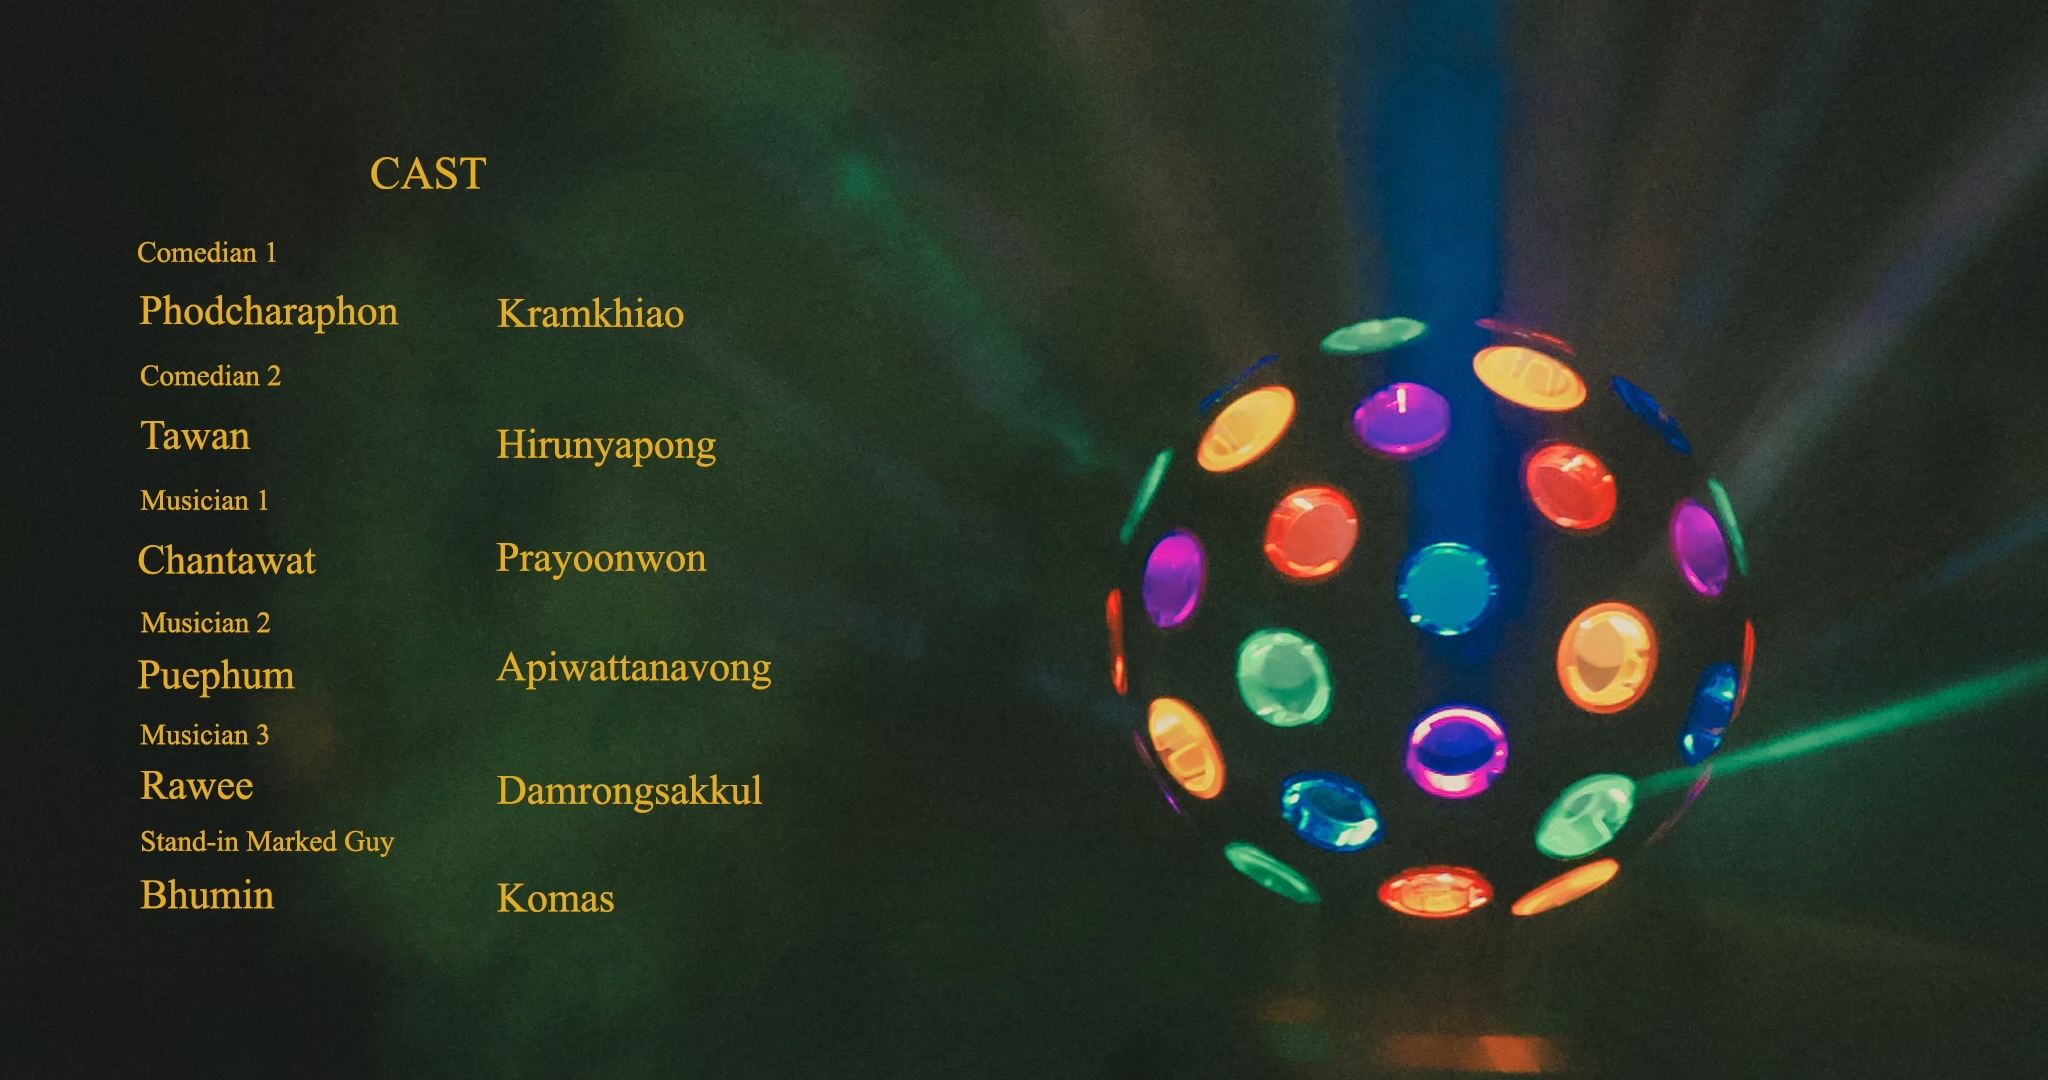 CAST
Comedian 1
Phodcharaphon Kramkhiao
Comedian 2
Tawan Hirunyapong
Musician 1
Chantawat Prayoonwon
Musician 2
Puephum Apiwattanavong
Musician 3
Rawee Damrongsakkul
Stand-in Marked Guy
Bhumin Komas